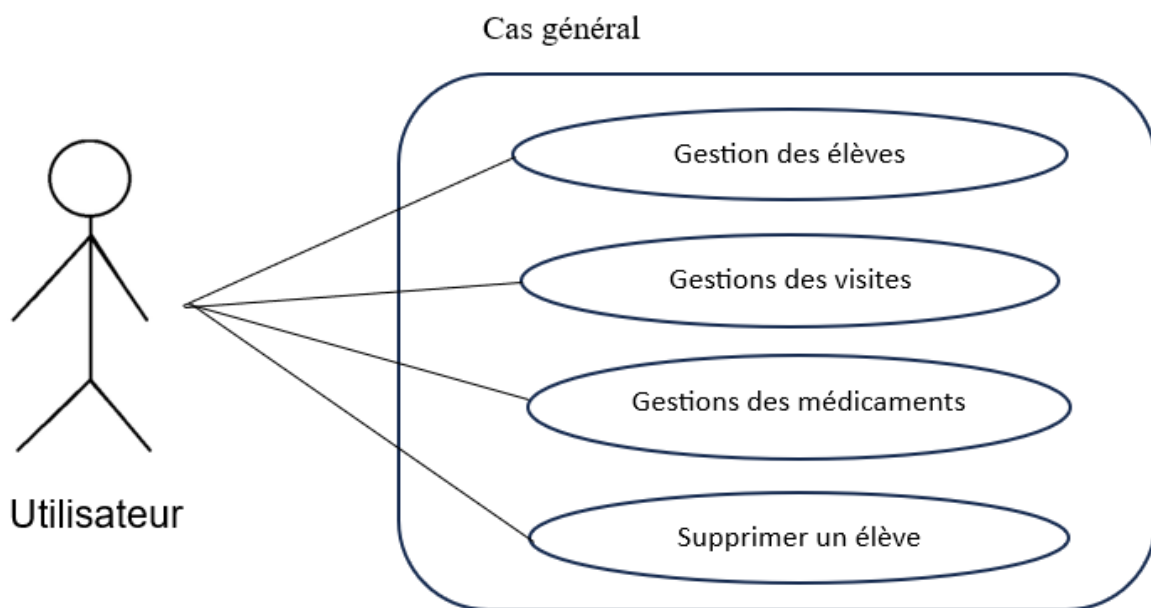 Cas général
Gestion des élèves
Gestions des visites
Gestions des médicaments
Utilisateur
Supprimer un élève